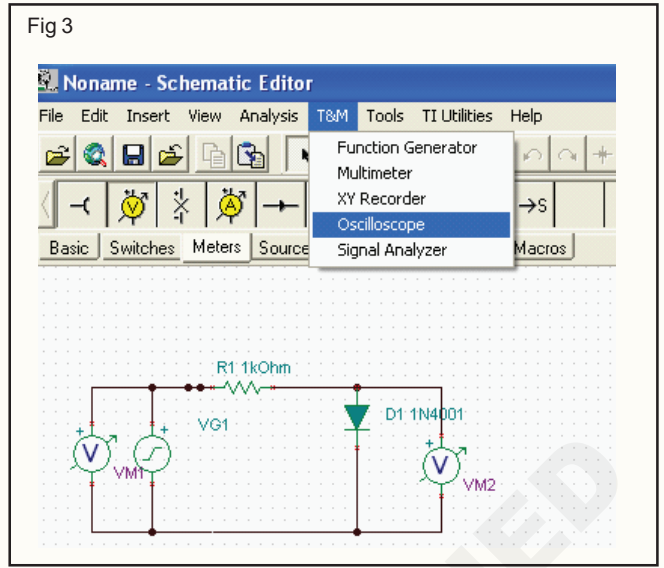 Fig 3
Noname - Schematic Editor
File Edit Insert View Analysis T&M Tools TI Utilities Help
Function Generator
Multimeter
XY Recorder
Oscilloscope
Signal Analyzer
V A S
Basic Switches Meters Source Macros
R1 1kOhm
VG1
D1 1N4001
+ + +
V V
VM1 VM2